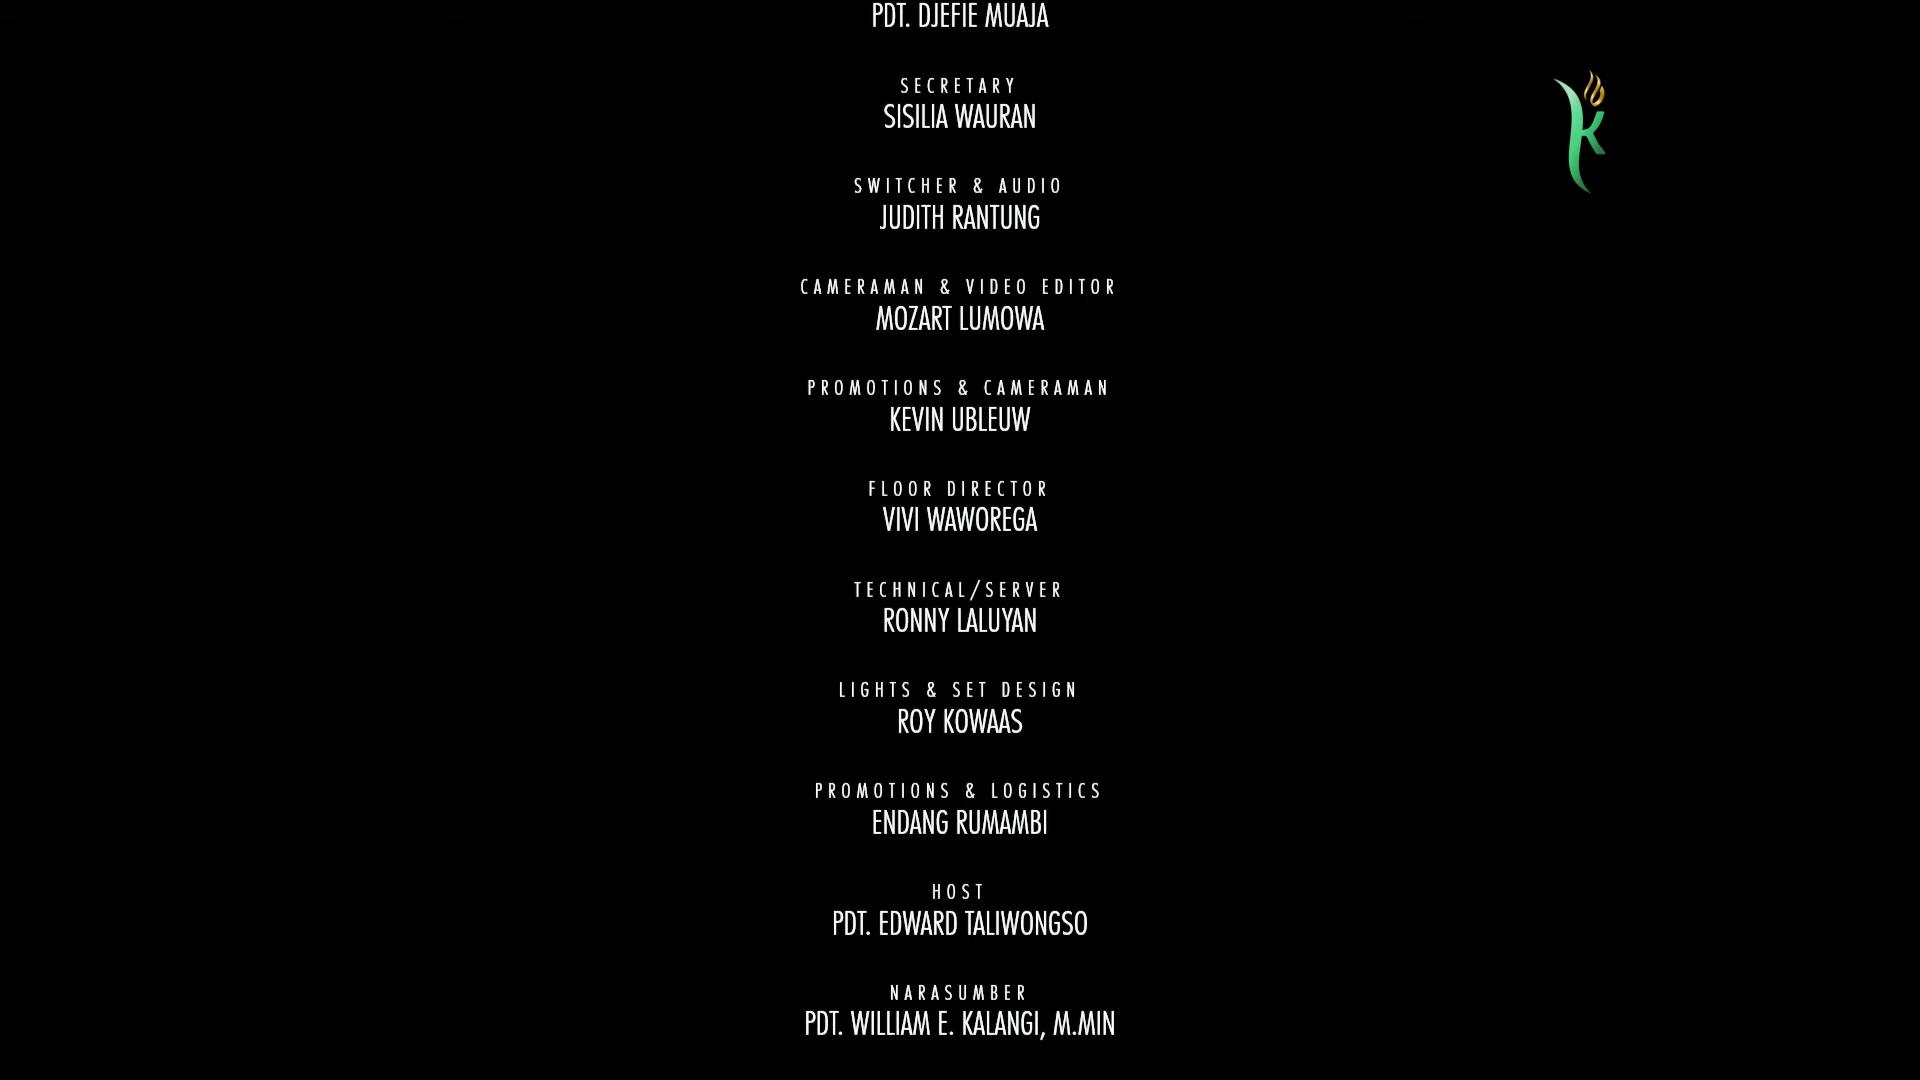 PDT. DJEFIE MUAJA
SECRETARY
SISILIA WAURAN
SWITCHER & AUDIO
JUDITH RANTUNG
CAMERAMAN & VIDEO EDITOR
MOZART LUMOWA
PROMOTIONS & CAMERAMAN
KEVIN UBLEUW
FLOOR DIRECTOR
VIVI WAWOREGA
TECHNICAL/SERVER
RONNY LALUYAN
LIGHTS & SET DESIGN
ROY KOWAAS
PROMOTIONS & LOGISTICS
ENDANG RUMAMBI
HOST
PDT. EDWARD TALIWONGSO
NARASUMBER
PDT. WILLIAM E. KALANGI, M.MIN